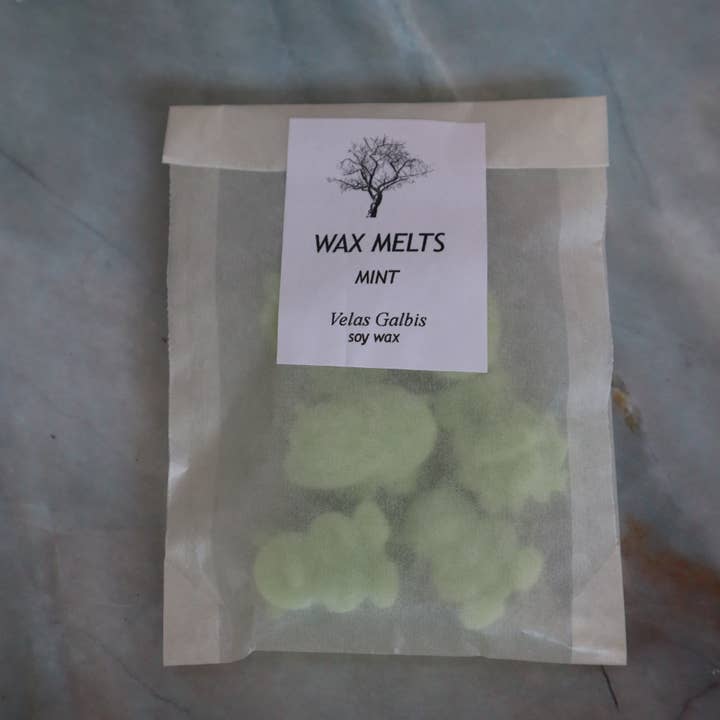 WAX MELTS
MINT
Velas Galbis
soy wax